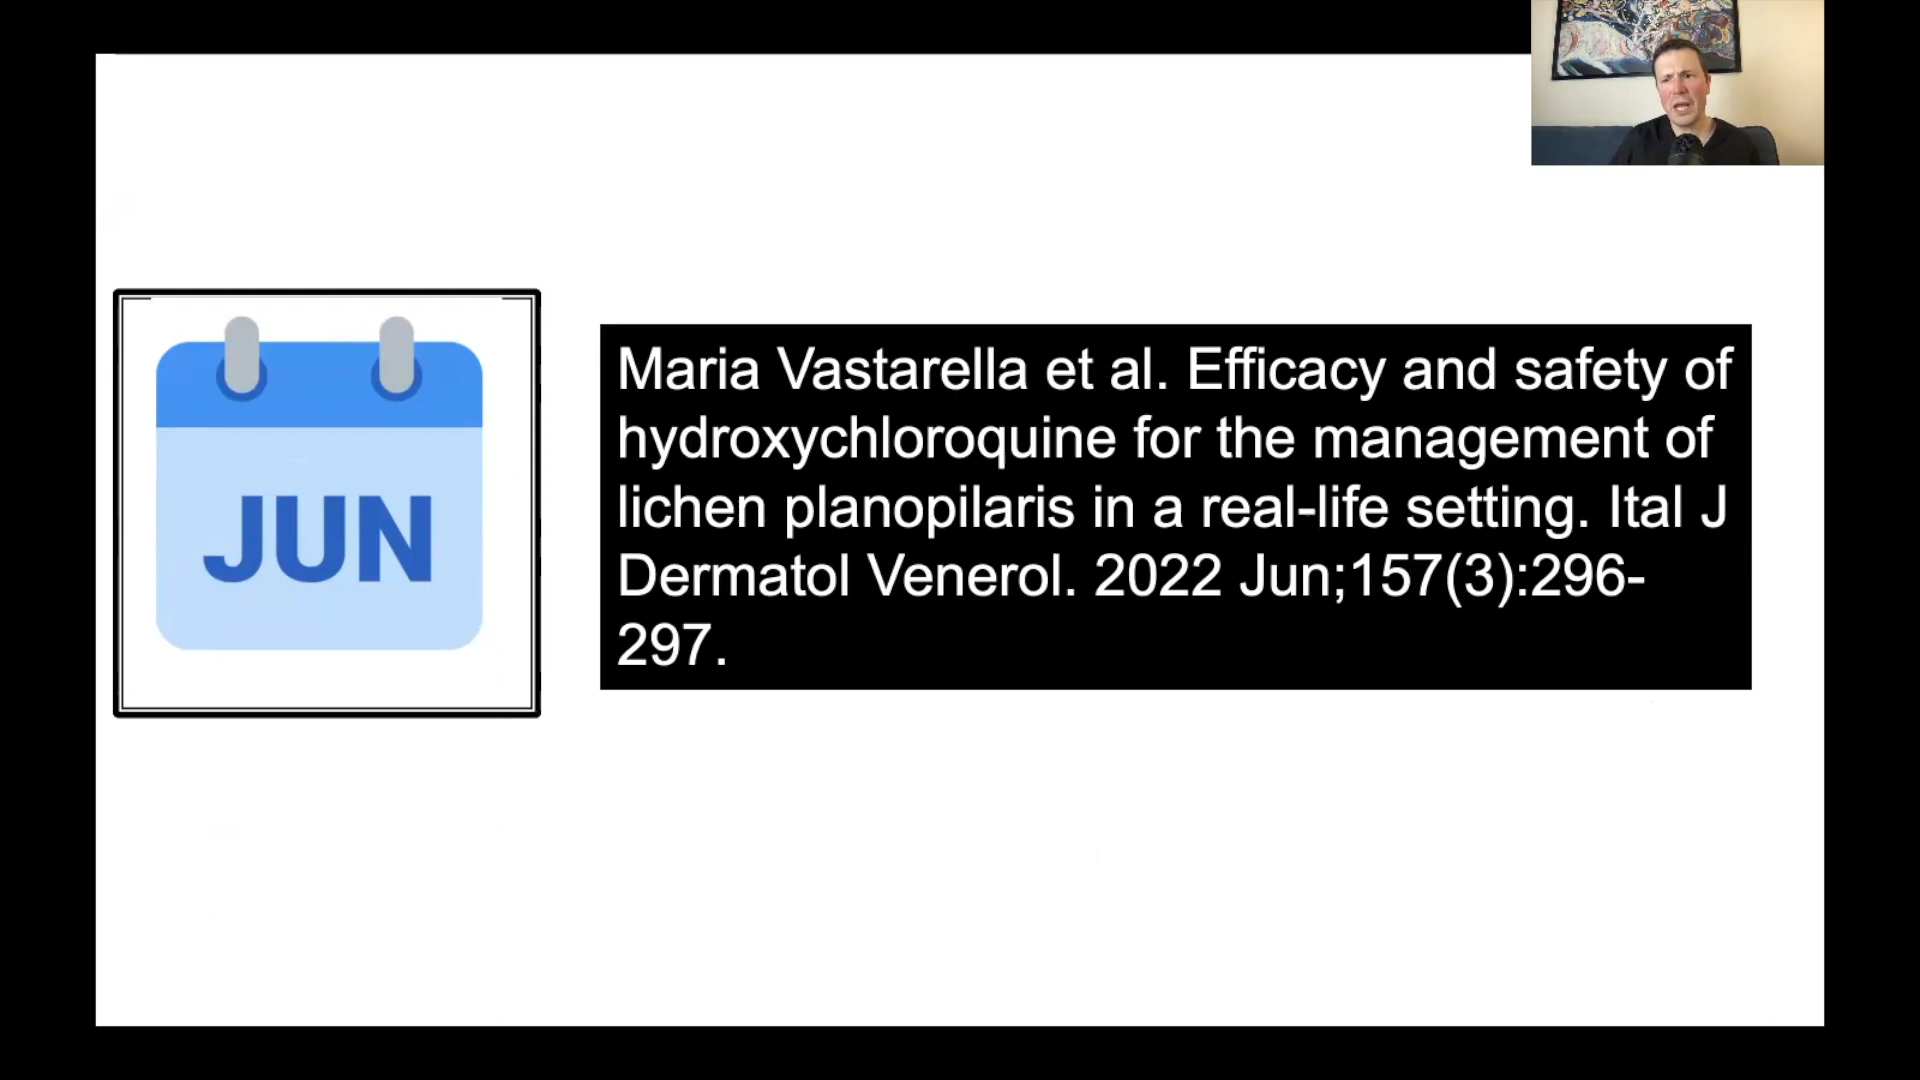 JUN
Maria Vastarella et al. Efficacy and safety of
hydroxychloroquine for the management of
lichen planopilaris in a real-life setting. Ital J
Dermatol Venerol. 2022 Jun;157(3):296-
297.